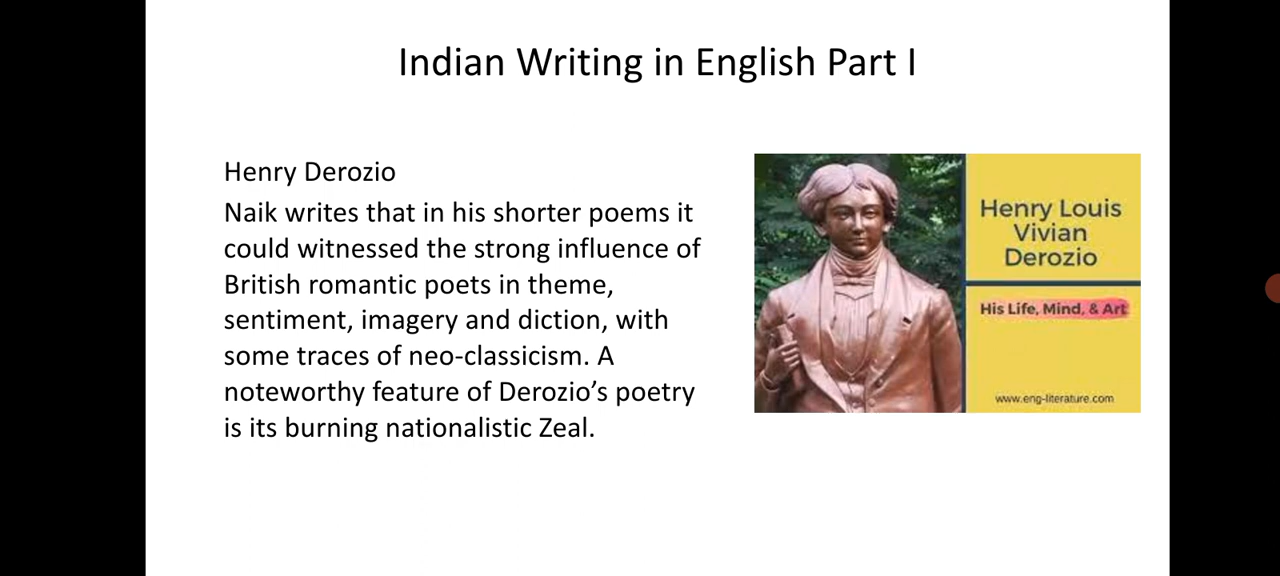 Indian Writing in English Part I
Henry Derozio
Naik writes that in his shorter poems it
could witnessed the strong influence of
British romantic poets in theme,
sentiment, imagery and diction, with
some traces of neo-classicism. A
noteworthy feature of Derozio’s poetry
is its burning nationalistic Zeal.
Henry Louis
Vivian
Derozio
His Life, Mind, & Art
www.eng-literature.com